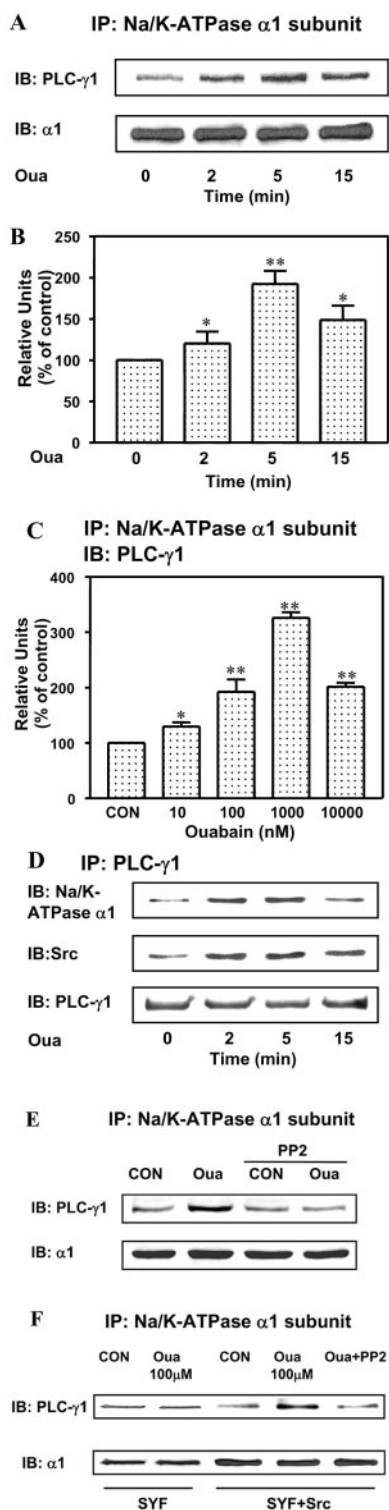 A IP: Na/K-ATPase α1 subunit
IB: PLC-γ1
IB: α1
Oua 0 2 5 15
Time (min)
B
250
200
150
100
50
0
Relative Units
(% of control)
*
**
*
Oua 0 2 5 15
Time (min)
C IP: Na/K-ATPase α1 subunit
IB: PLC-γ1
400
300
200
100
0
Relative Units
(% of control)
*
**
**
**
CON 10 100 1000 10000
Ouabain (nM)
D IP: PLC-γ1
IB: Na/K-
ATPase α1
IB:Src
IB: PLC-γ1
Oua 0 2 5 15
Time (min)
E IP: Na/K-ATPase α1 subunit
PP2
CON Oua CON Oua
IB: PLC-γ1
IB: α1
F IP: Na/K-ATPase α1 subunit
CON Oua CON Oua Oua+PP2
100μM 100μM
IB: PLC-γ1
IB: α1
SYF SYF+Src